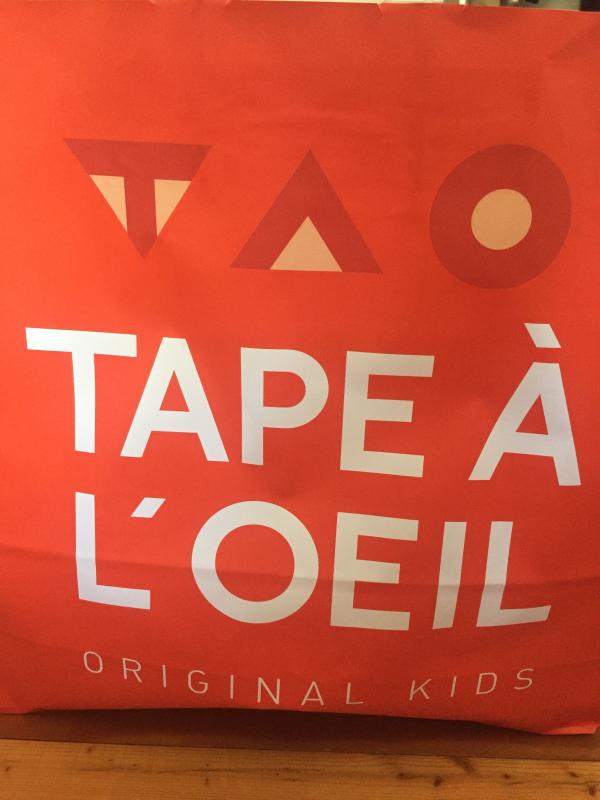 TAO
TAPE À
L'OEIL
ORIGINAL KIDS